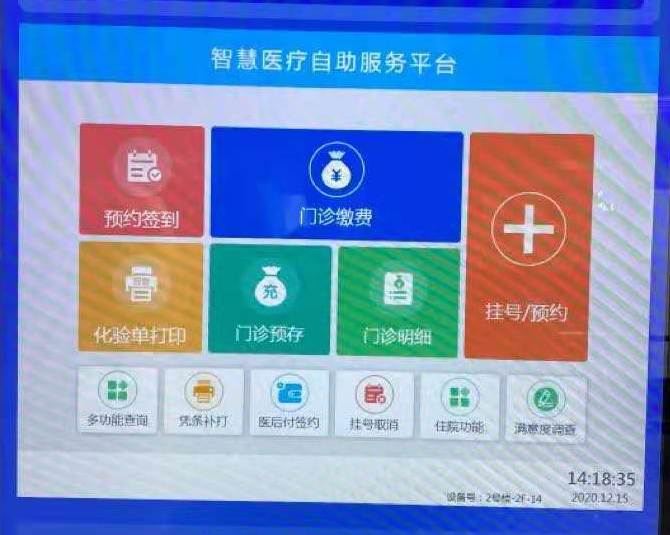 智慧医疗自助服务平台
预约签到
¥
门诊缴费
挂号/预约
化验单打印
充
门诊预存
门诊明细
多功能查询
凭条补打
医后付签约
挂号取消
住院功能
满意度调查
14:18:35
设备号：2号楼-2F-14
2020.12.15